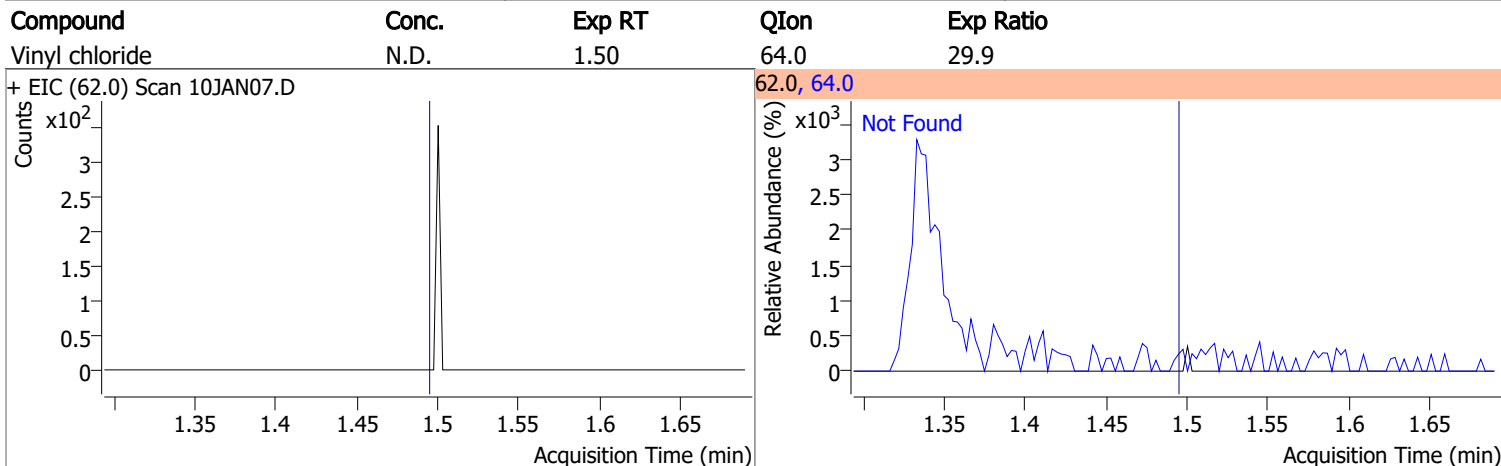 Compound Conc. Exp RT QIon Exp Ratio
Vinyl chloride N.D. 1.50 64.0 29.9
+ EIC (62.0) Scan 10JAN07.D
Counts
x10²
3
2.5
2
1.5
1
0.5
0
1.35 1.4 1.45 1.5 1.55 1.6 1.65
Acquisition Time (min)
62.0, 64.0
Relative Abundance (%)
x10³
Not Found
3
2.5
2
1.5
1
0.5
0
1.35 1.4 1.45 1.5 1.55 1.6 1.65
Acquisition Time (min)